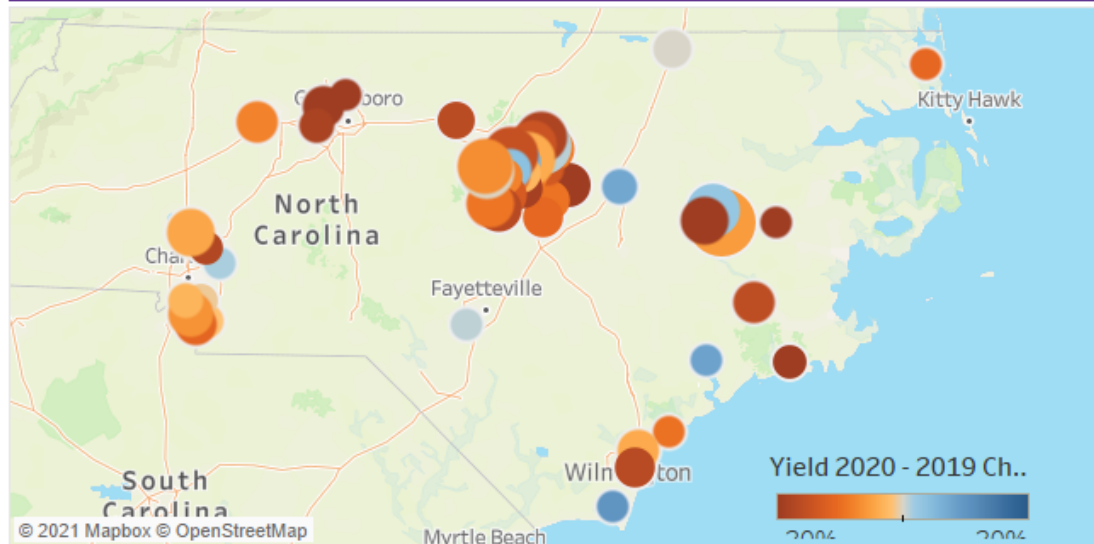 Kitty Hawk
North
Carolina
Fayetteville
Yield 2020 - 2019 Ch..
South
Carolina
© 2021 Mapbox © OpenStreetMap
Myrtle Beach